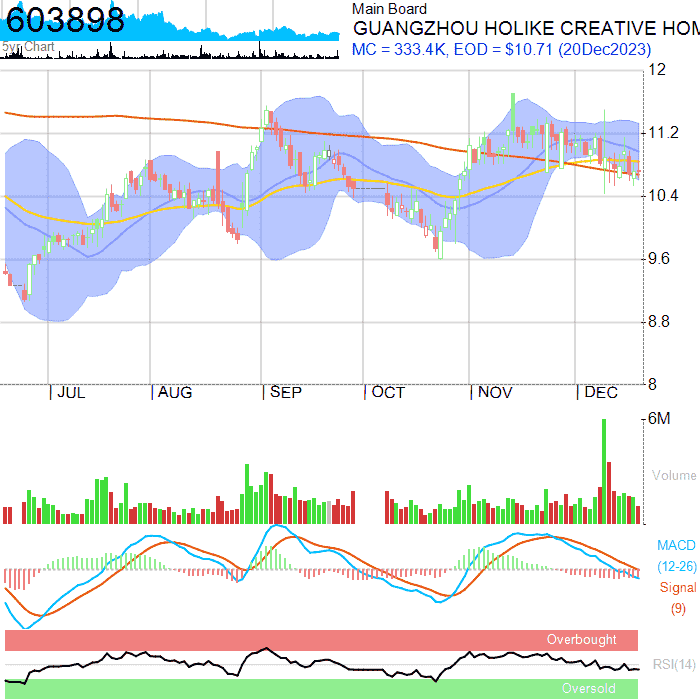 603898
5yr Chart
Main Board
GUANGZHOU HOLIKE CREATIVE HOM
MC = 333.4K, EOD = $10.71 (20Dec2023)
12
11.2
10.4
9.6
8.8
8
JUL
AUG
SEP
OCT
NOV
DEC
6M
Volume
MACD
(12-26)
Signal
(9)
Overbought
RSI(14)
Oversold